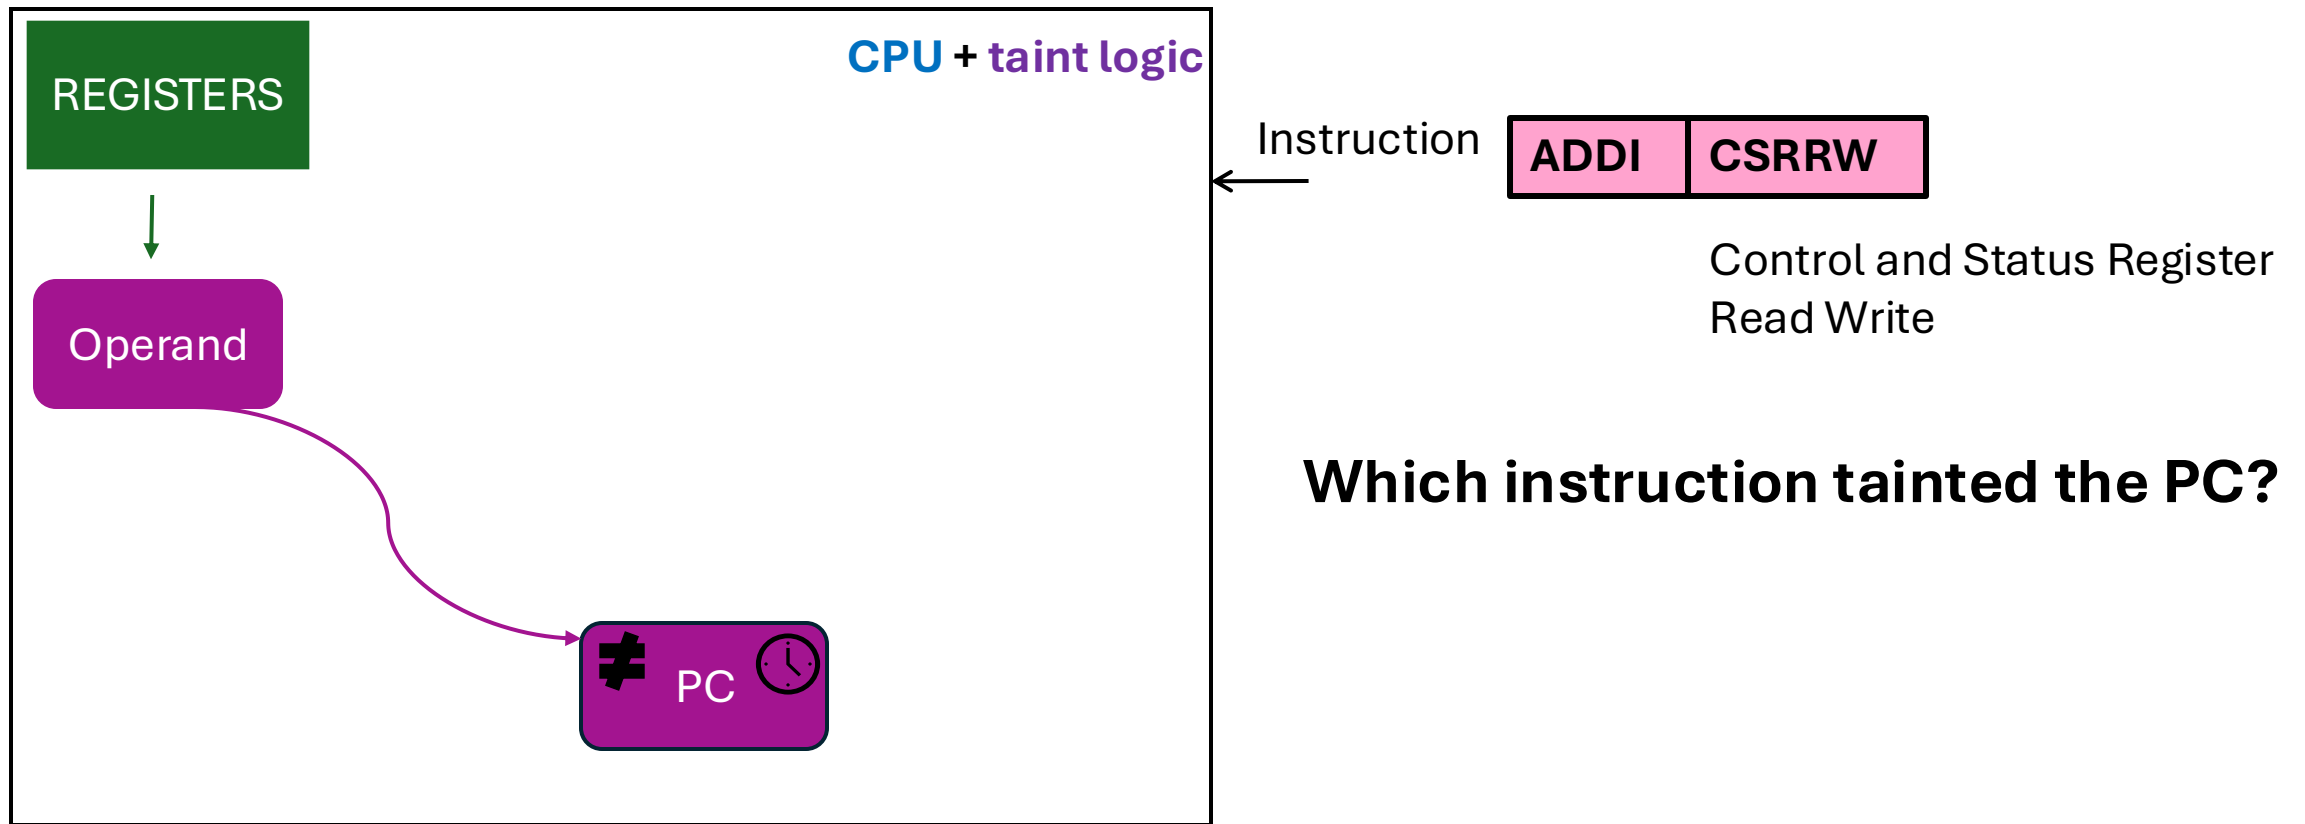 REGISTERS
CPU + taint logic
Instruction
ADDI CSRRW
Control and Status Register
Read Write
Operand
Which instruction tainted the PC?
≠ PC